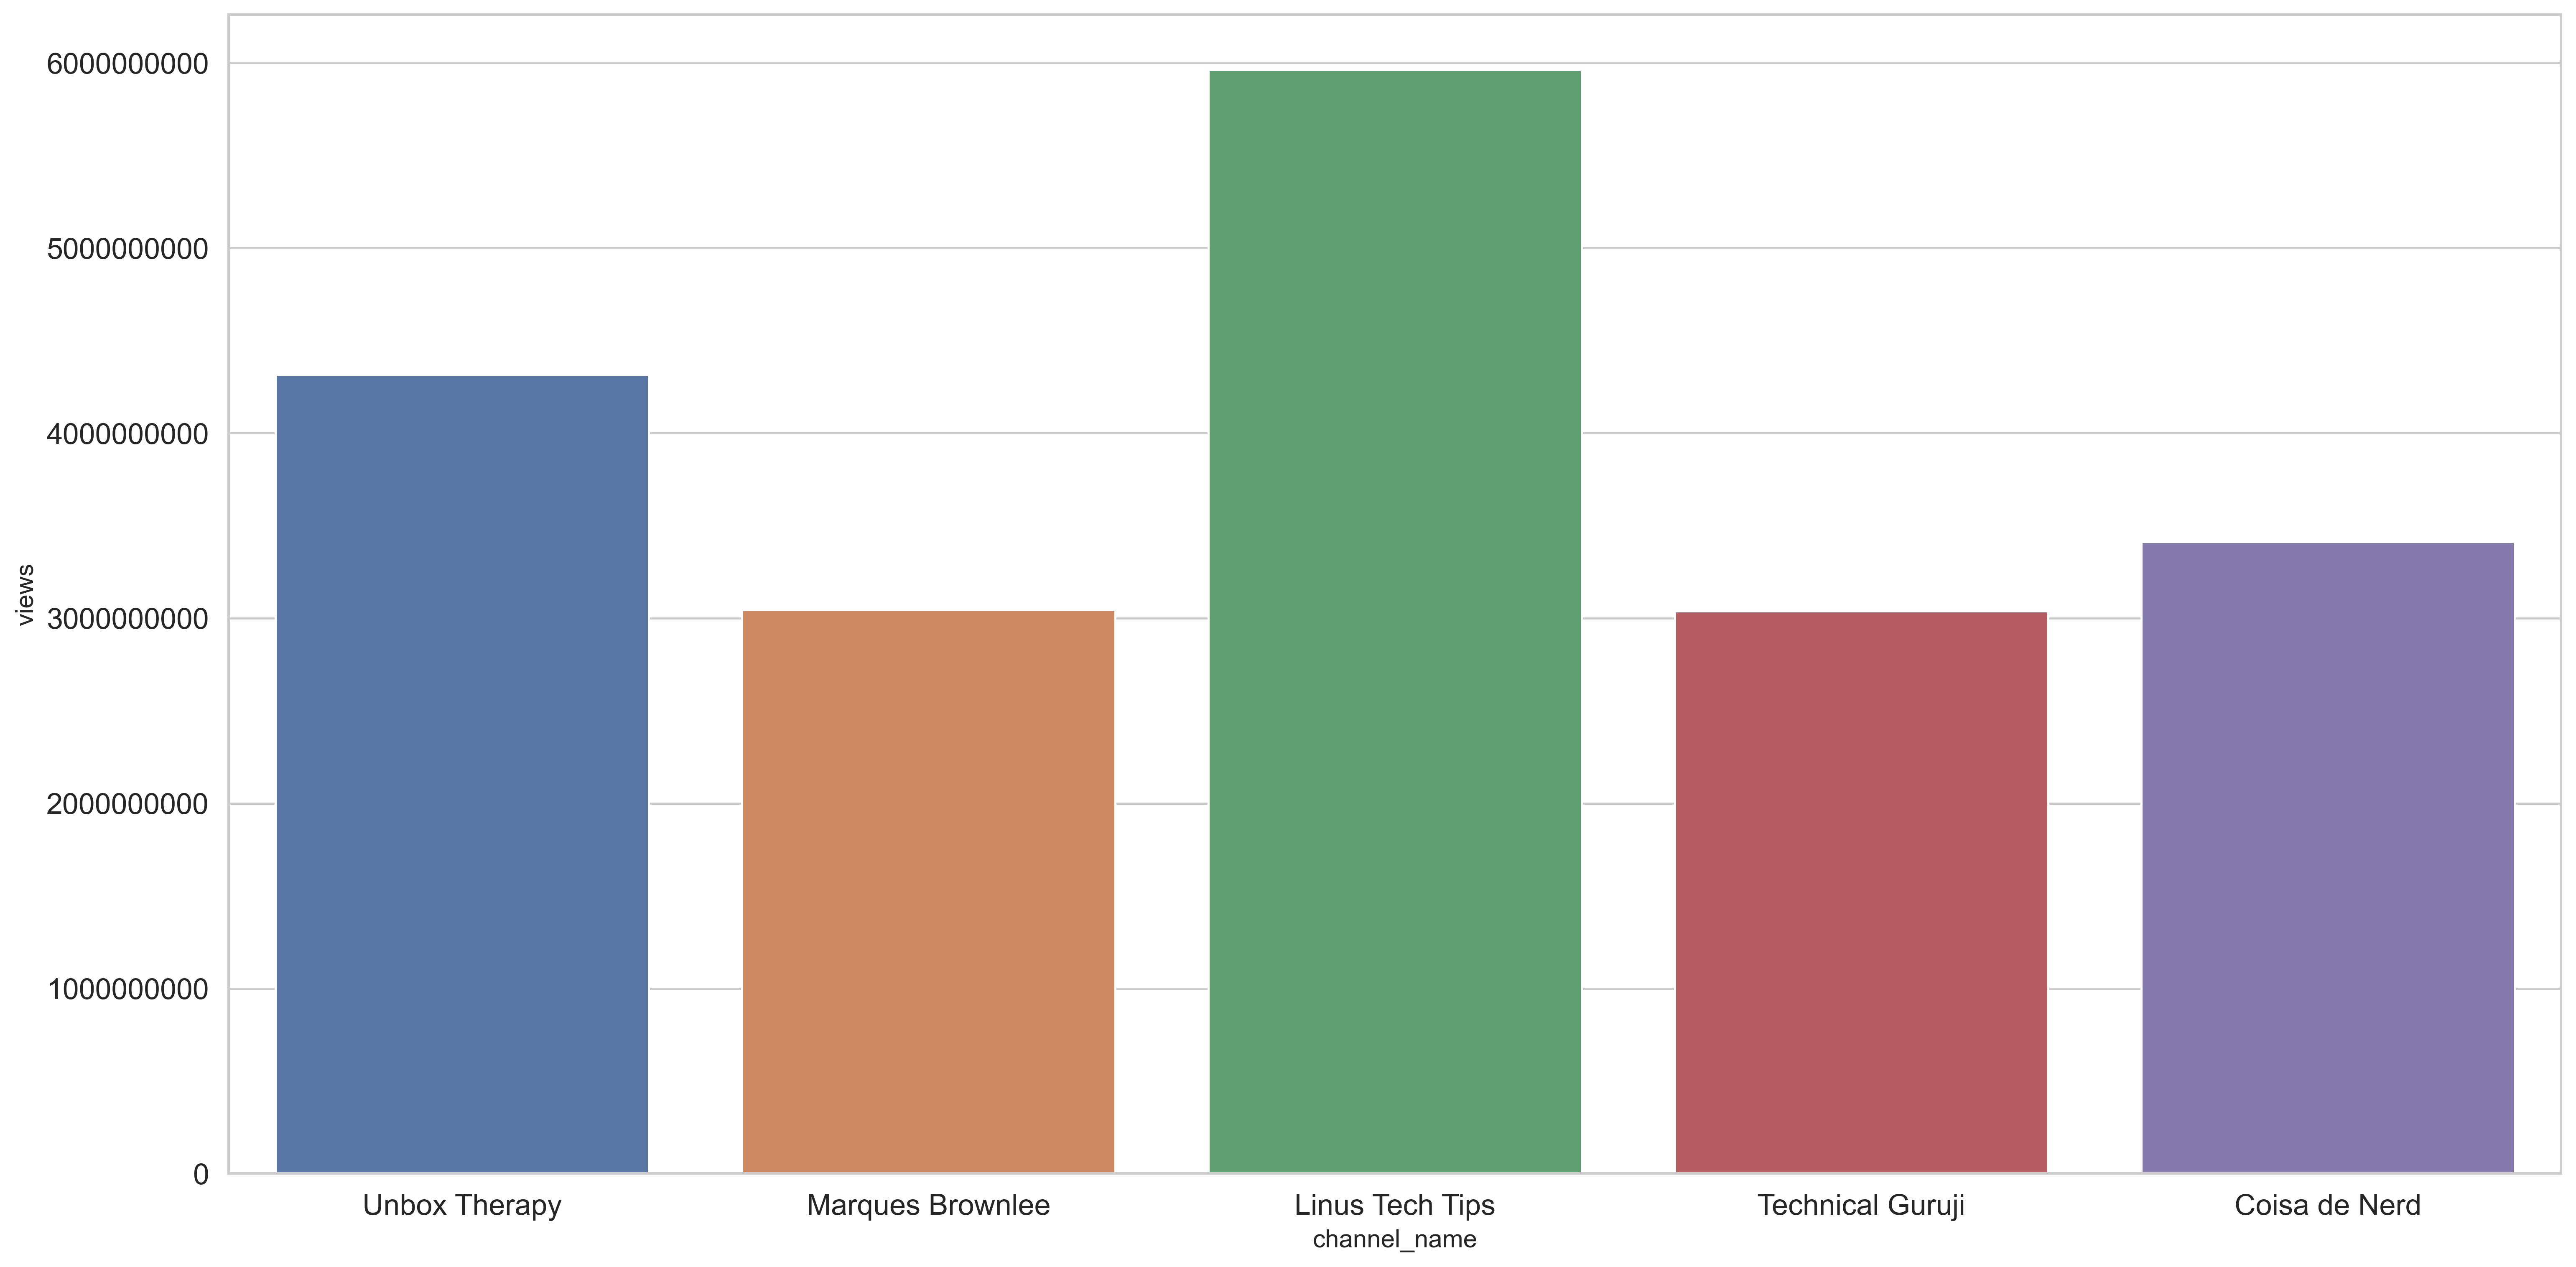 6000000000
5000000000
4000000000
3000000000
2000000000
1000000000
0
views
Unbox Therapy
Marques Brownlee
Linus Tech Tips
Technical Guruji
Coisa de Nerd
channel_name